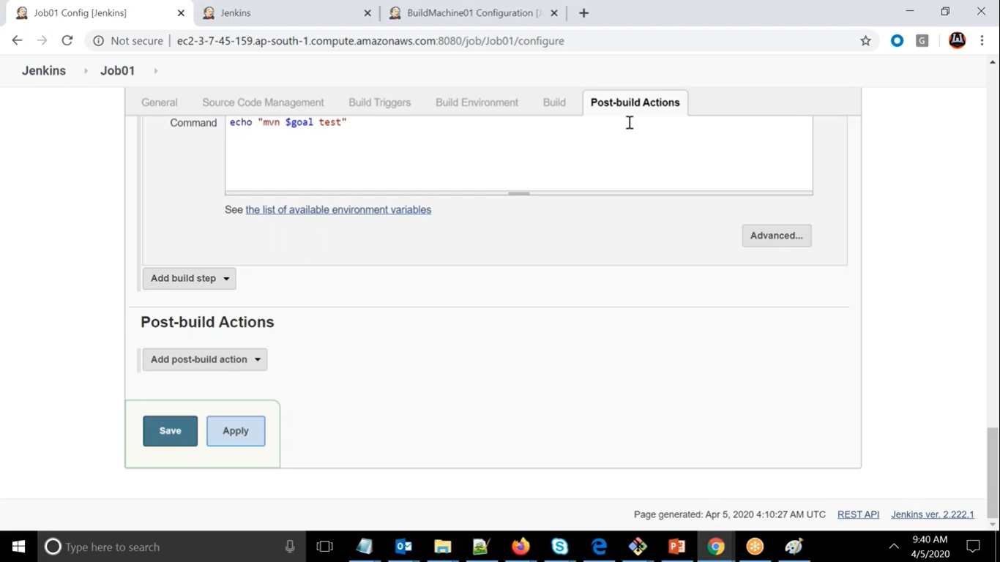 Job01 Config [Jenkins]
Jenkins
BuildMachine01 Configuration [J
Not secure
ec2-3-7-45-159.ap-south-1.compute.amazonaws.com:8080/job/Job01/configure
G
Jenkins
Job01
General
Source Code Management
Build Triggers
Build Environment
Build
Post-build Actions
Command
echo "mvn $goal test"
See the list of available environment variables
Advanced...
Add build step
Post-build Actions
Add post-build action
Save
Apply
Page generated: Apr 5, 2020 4:10:27 AM UTC
REST API
Jenkins ver. 2.222.1
Type here to search
9:40 AM
4/5/2020